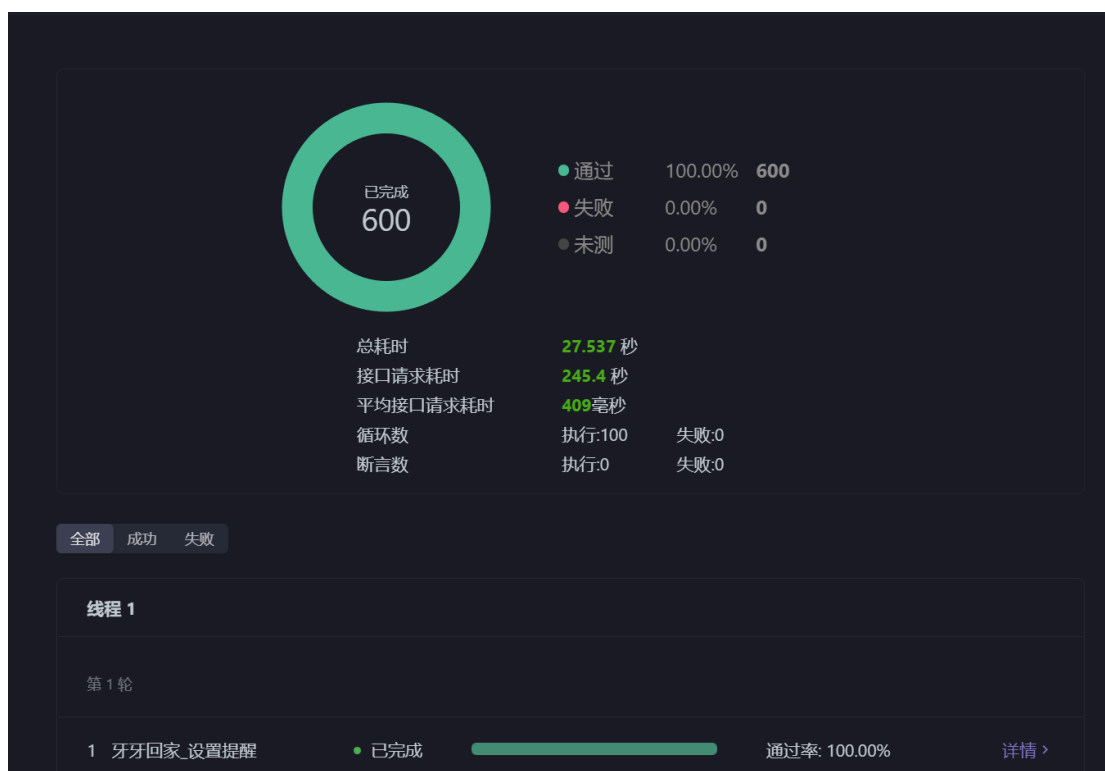 已完成
600
通过 100.00% 600
失败 0.00% 0
未测 0.00% 0
总耗时 27.537 秒
接口请求耗时 245.4 秒
平均接口请求耗时 409毫秒
循环数 执行:100 失败:0
断言数 执行:0 失败:0
全部 成功 失败
线程 1
第 1 轮
1 牙牙回家_设置提醒 已完成 通过率: 100.00% 详情